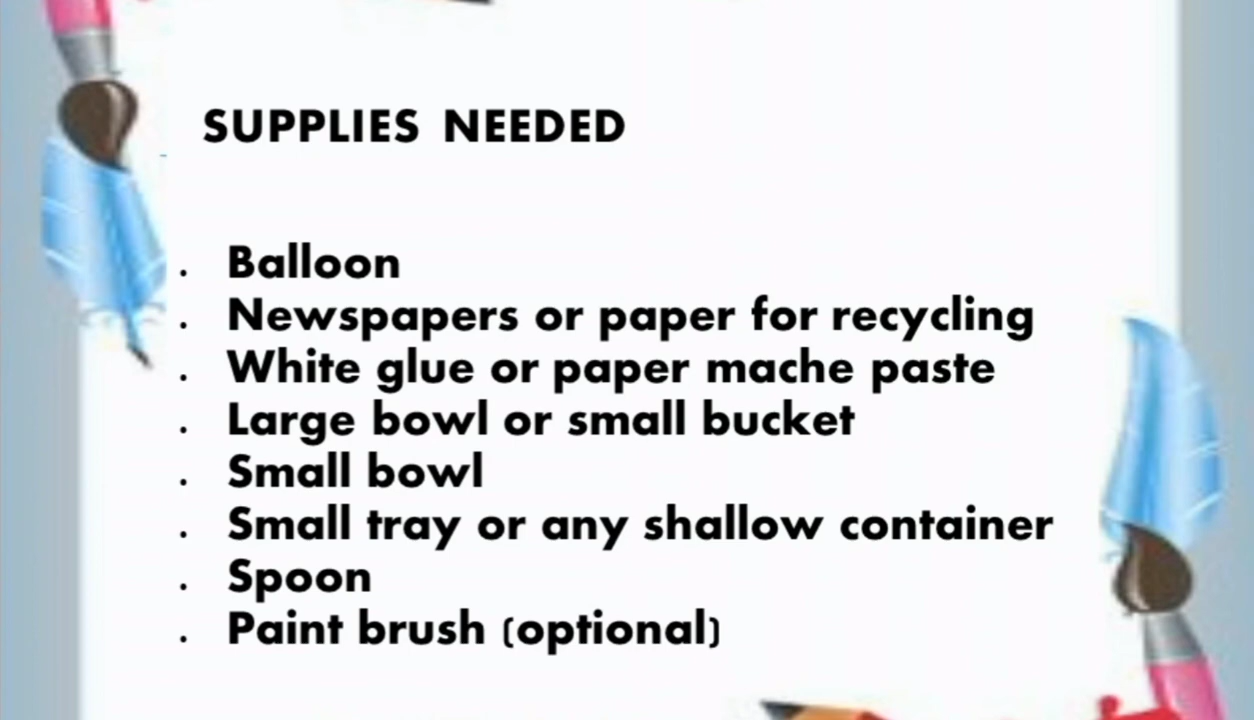 SUPPLIES NEEDED
. Balloon
. Newspapers or paper for recycling
. White glue or paper mache paste
. Large bowl or small bucket
. Small bowl
. Small tray or any shallow container
. Spoon
. Paint brush (optional)